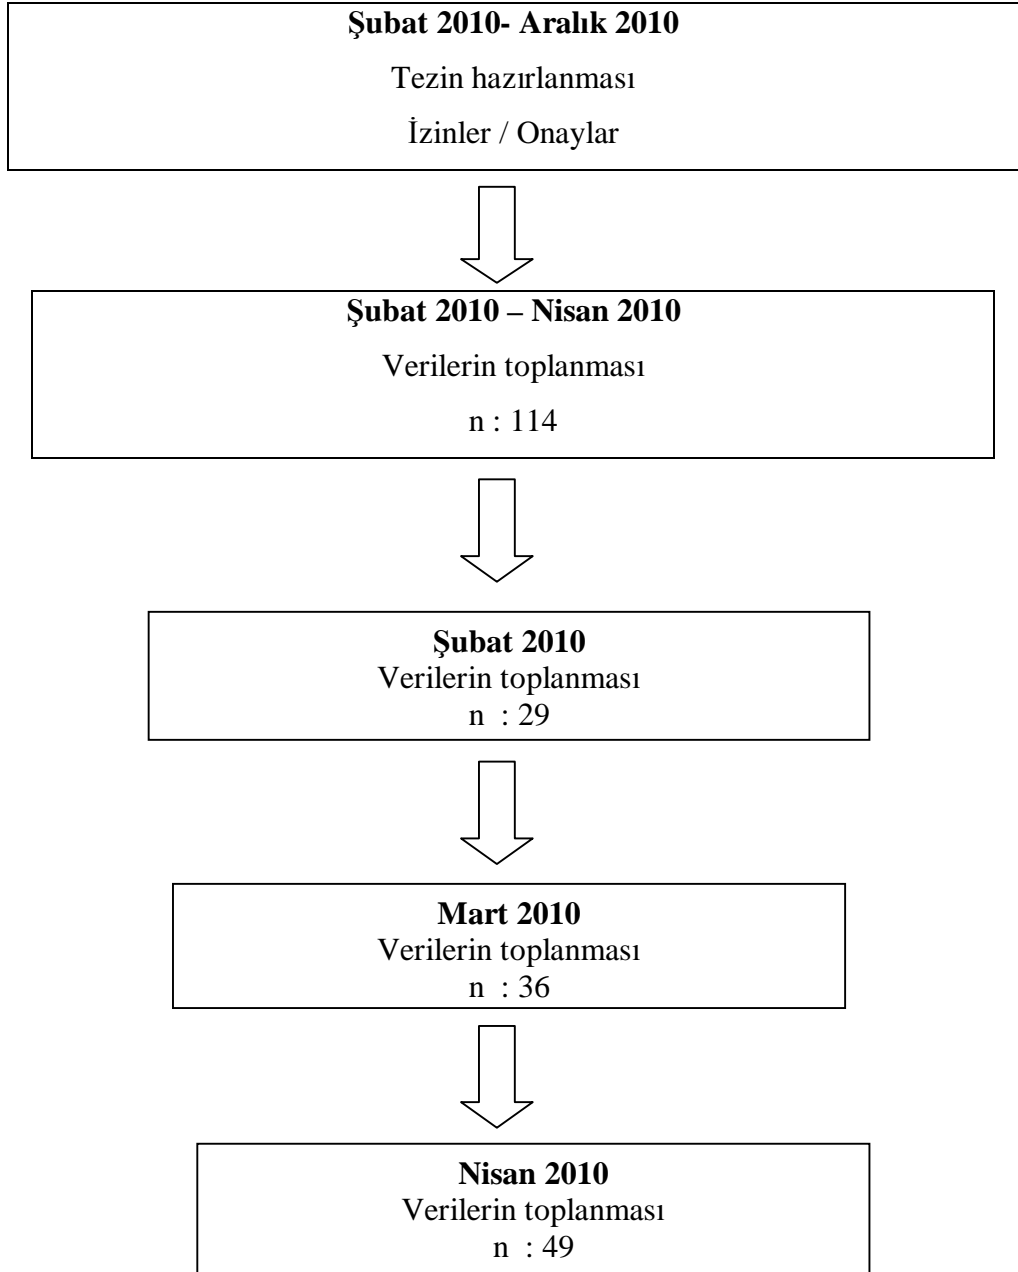 Şubat 2010- Aralık 2010
Tezin hazırlanması
İzinler / Onaylar
Şubat 2010 – Nisan 2010
Verilerin toplanması
n : 114
Şubat 2010
Verilerin toplanması
n : 29
Mart 2010
Verilerin toplanması
n : 36
Nisan 2010
Verilerin toplanması
n : 49